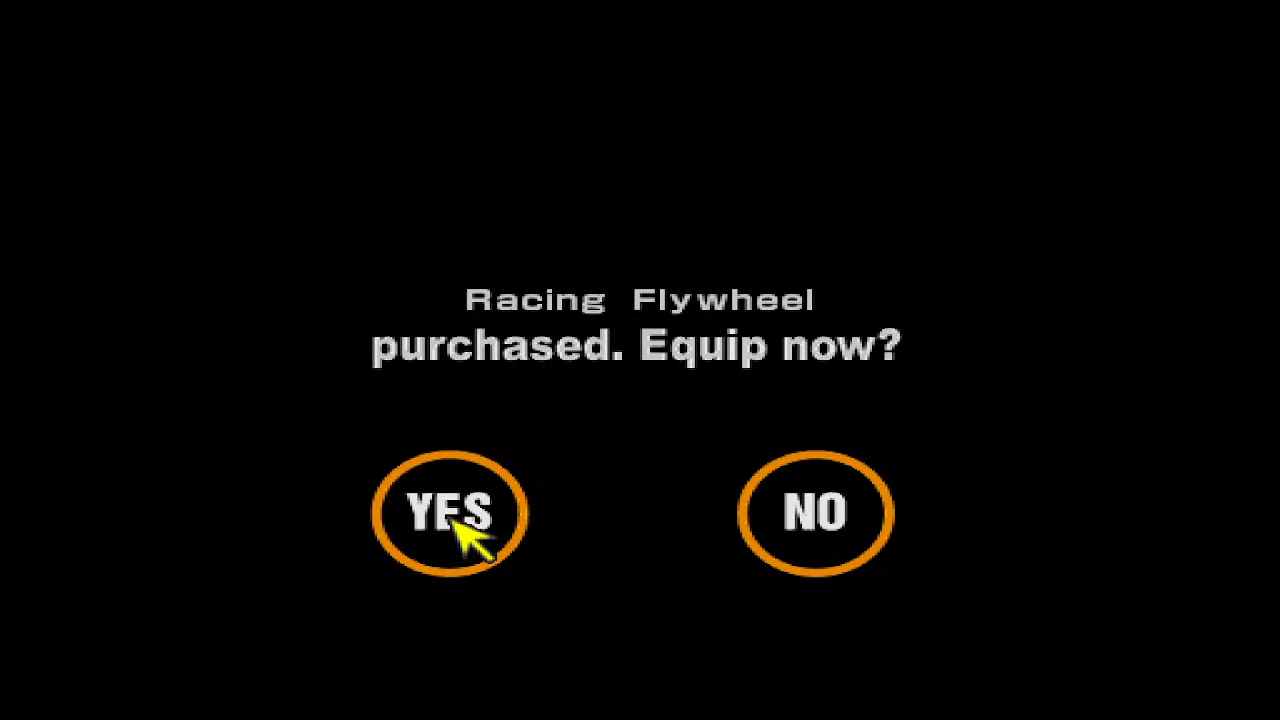 Racing Flywheel
purchased. Equip now?
YES NO